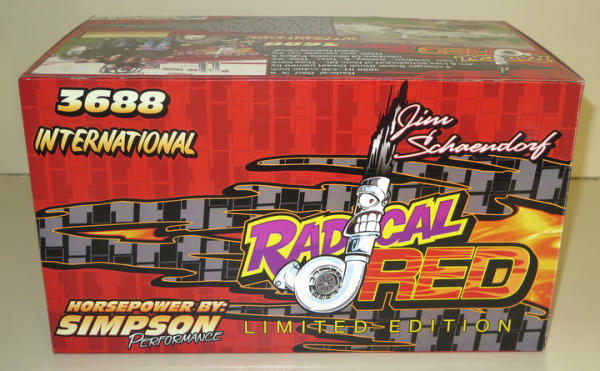 3688
INTERNATIONAL
Jim
Schaendorf
RADICAL
RED
HORSEPOWER BY:
SIMPSON
PERFORMANCE
LIMITED EDITION